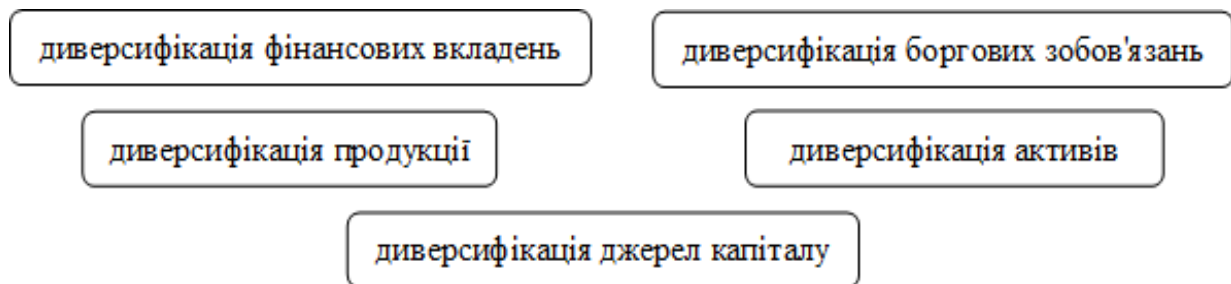 диверсифікація фінансових вкладень
диверсифікація боргових зобов'язань
диверсифікація продукції
диверсифікація активів
диверсифікація джерел капіталу